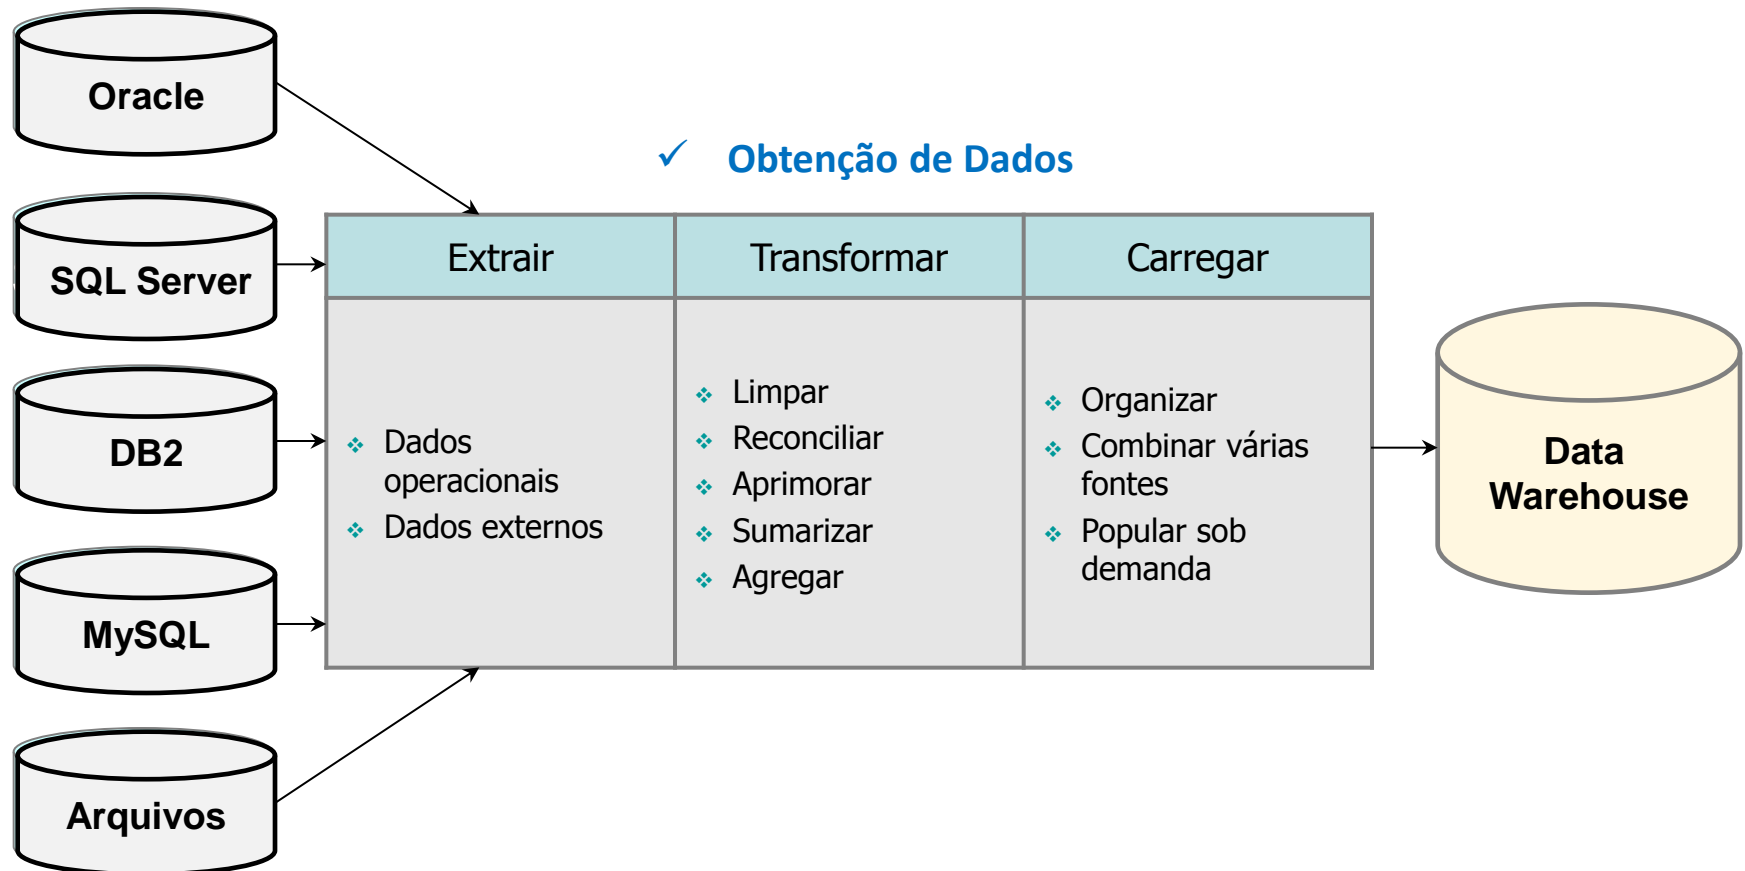 Oracle
✓ Obtenção de Dados
SQL Server
DB2
MySQL
Arquivos
Extrair
Transformar
Carregar
❖ Dados
operacionais
❖ Dados externos
❖ Limpar
❖ Reconciliar
❖ Aprimorar
❖ Sumarizar
❖ Agregar
❖ Organizar
❖ Combinar várias
fontes
❖ Popular sob
demanda
Data
Warehouse